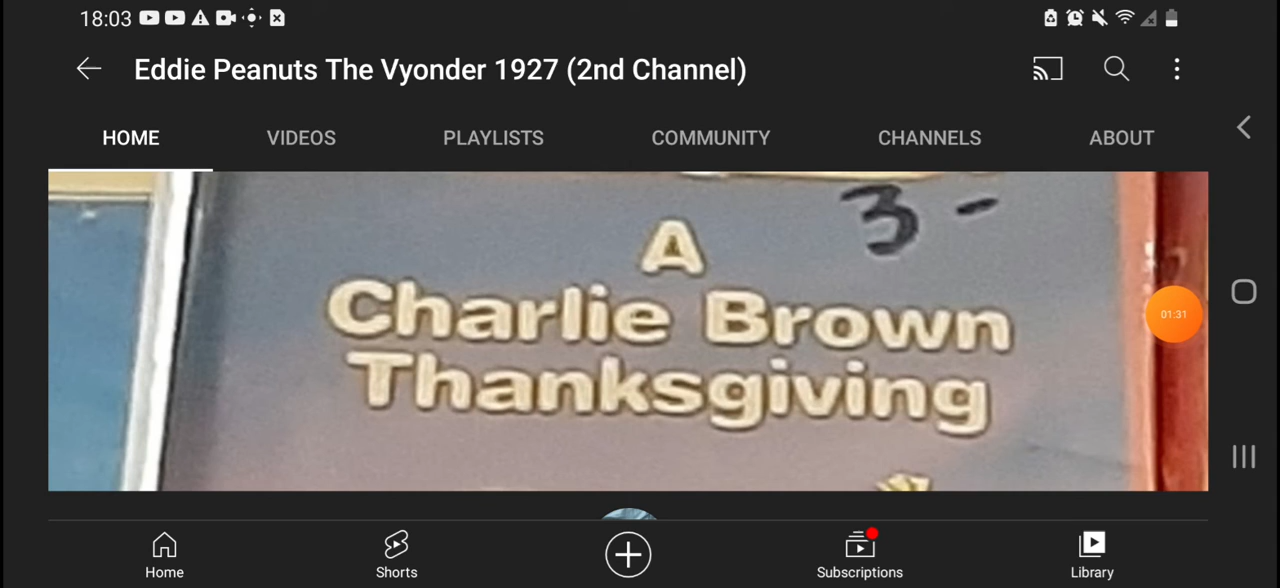 18:03
Eddie Peanuts The Vyonder 1927 (2nd Channel)
HOME VIDEOS PLAYLISTS COMMUNITY CHANNELS ABOUT
3-
A
Charlie Brown
Thanksgiving
01:31
Home Shorts Subscriptions Library